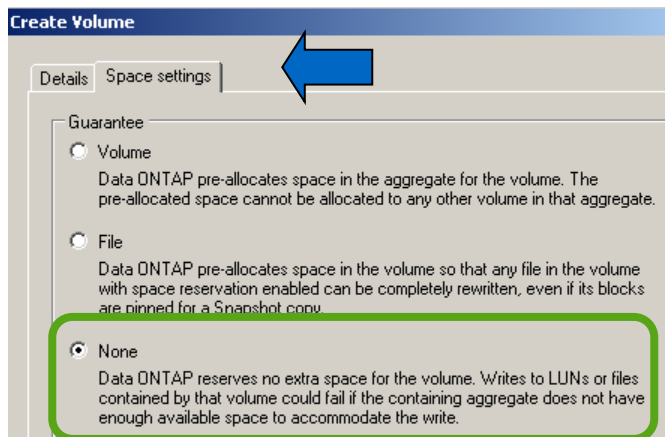 Create Volume
Details Space settings
Guarantee
Volume
Data ONTAP pre-allocates space in the aggregate for the volume. The
pre-allocated space cannot be allocated to any other volume in that aggregate.
File
Data ONTAP pre-allocates space in the volume so that any file in the volume
with space reservation enabled can be completely rewritten, even if its blocks
are pinned for a Snapshot copy.
None
Data ONTAP reserves no extra space for the volume. Writes to LUNs or files
contained by that volume could fail if the containing aggregate does not have
enough available space to accommodate the write.